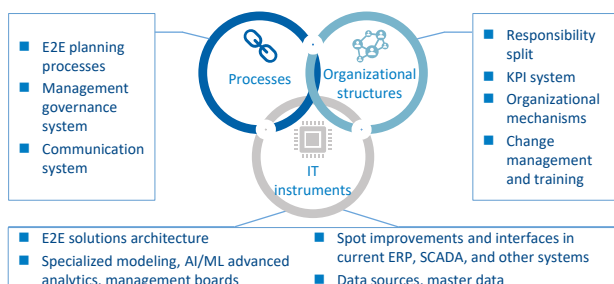 E2E planning
processes
Management
governance
system
Communication
system
Processes
Organizational
structures
IT
instruments
Responsibility
split
KPI system
Organizational
mechanisms
Change
management
and training
E2E solutions architecture
Specialized modeling, AI/ML advanced
analytics, management boards
Spot improvements and interfaces in
current ERP, SCADA, and other systems
Data sources, master data